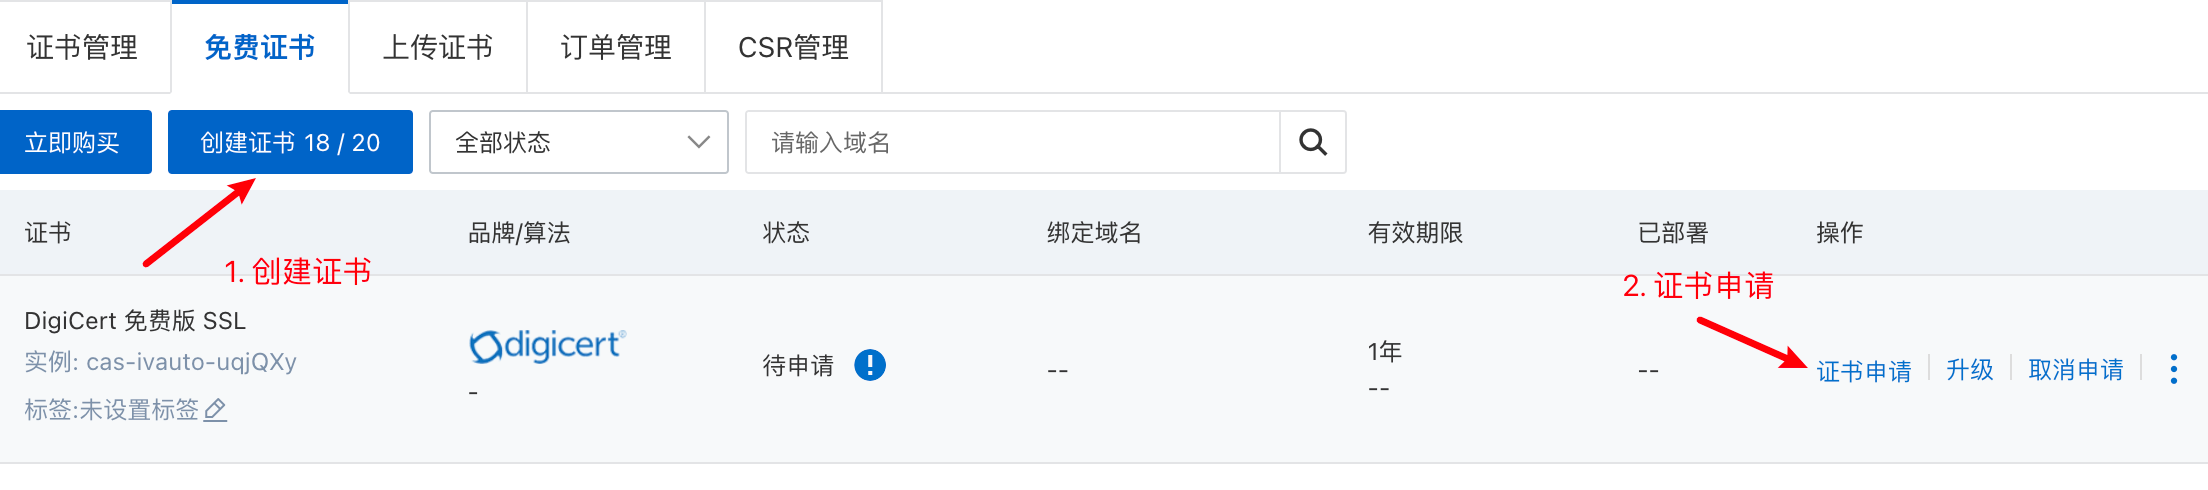 证书管理 免费证书 上传证书 订单管理 CSR管理
立即购买 创建证书 18 / 20 全部状态 请输入域名
证书 品牌/算法 状态 绑定域名 有效期限 已部署 操作
1. 创建证书
2. 证书申请
DigiCert 免费版 SSL
实例: cas-ivauto-uqjQXy
标签:未设置标签
digicert®
-
待申请
--
1年
--
--
证书申请 升级 取消申请